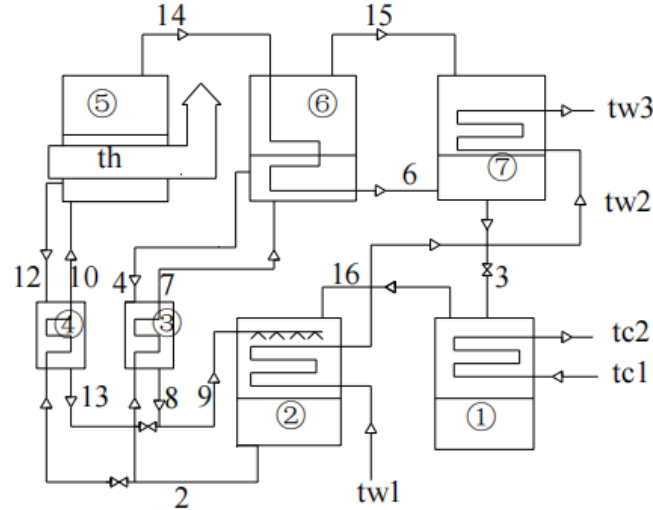 14 15
⑤ ⑥ ⑦
th
tw3
6
tw2
12 10 4 7 16 3
④ ③
tc2
tc1
13 8 9 ② ①
2 tw1